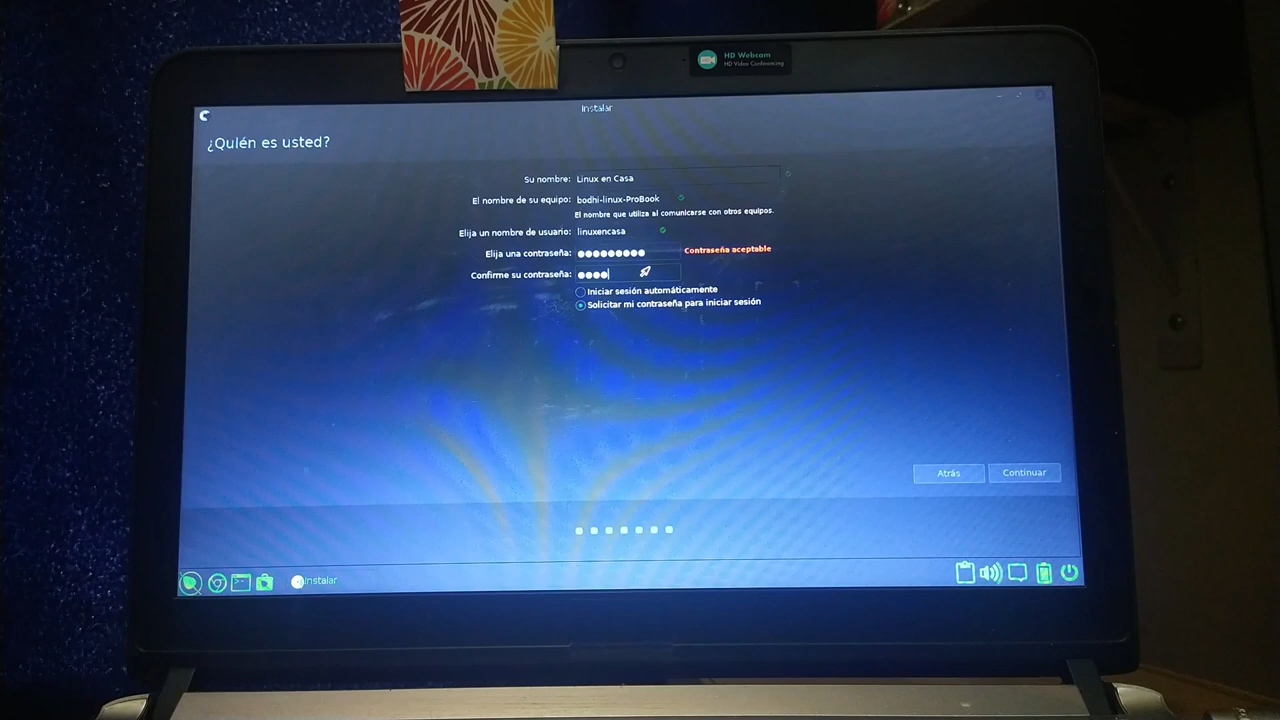 HD Webcam
HD Video Conferencing
Instalar
¿Quién es usted?
Su nombre: Linux en Casa
El nombre de su equipo: bodhi-linux-ProBook
El nombre que utiliza al comunicarse con otros equipos.
Elija un nombre de usuario: linuxencasa
Elija una contraseña: ●●●●●●●●● Contraseña aceptable
Confirme su contraseña: ●●●●
Iniciar sesión automáticamente
Solicitar mi contraseña para iniciar sesión
Atrás Continuar
Instalar